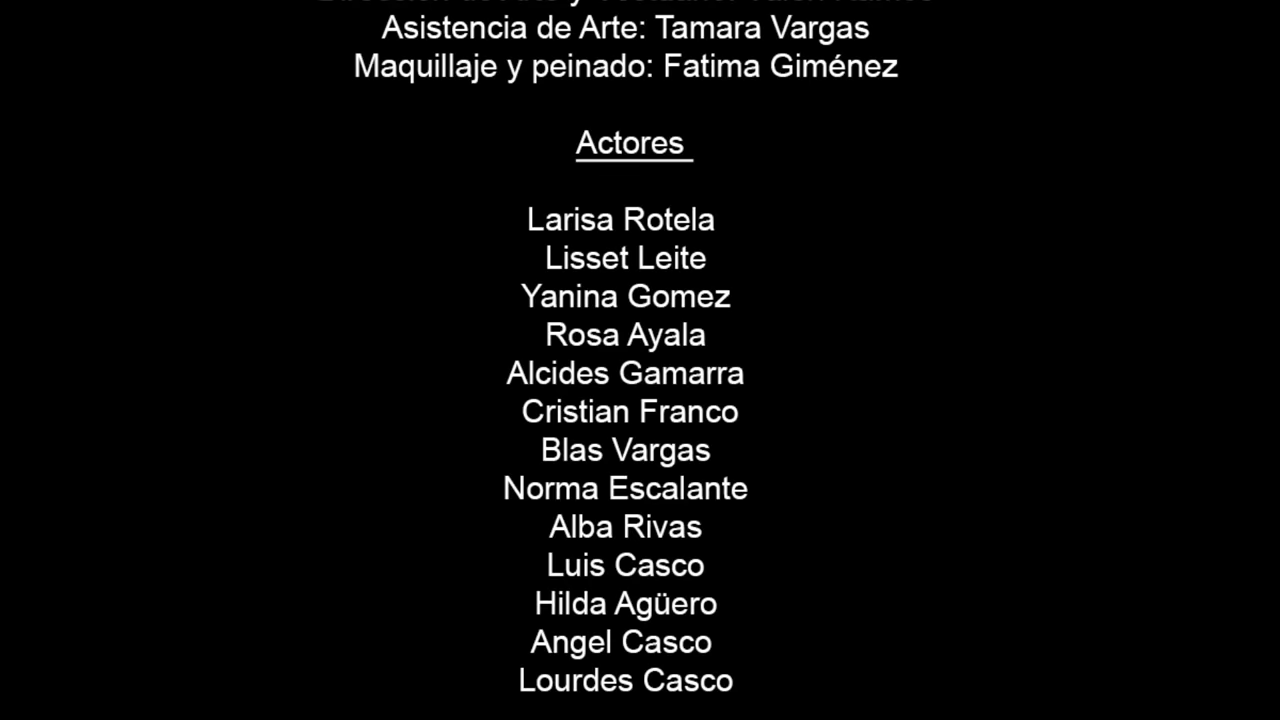 Asistencia de Arte: Tamara Vargas
Maquillaje y peinado: Fatima Giménez
Actores
Larisa Rotela
Lisset Leite
Yanina Gomez
Rosa Ayala
Alcides Gamarra
Cristian Franco
Blas Vargas
Norma Escalante
Alba Rivas
Luis Casco
Hilda Agüero
Angel Casco
Lourdes Casco